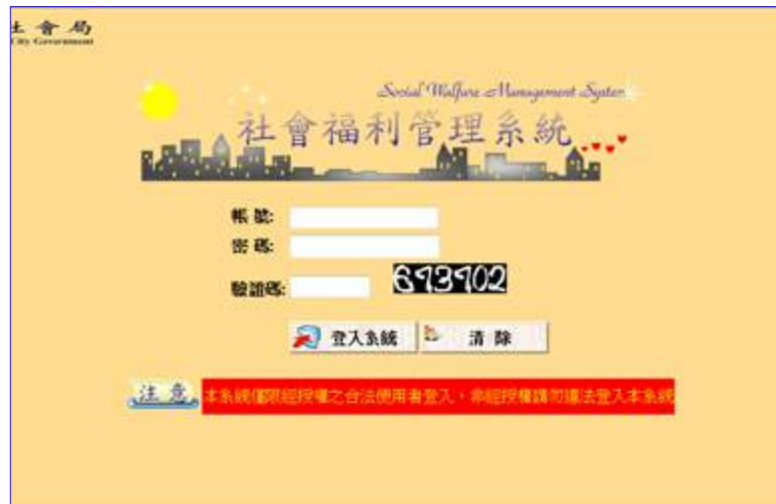 社會局
City Government
Social Welfare Management System
社會福利管理系統
帳 號:
密 碼:
驗證碼:
登入系統 清 除
注 意 本系統僅限經授權之合法使用者登入，非經授權請勿違法登入本系統